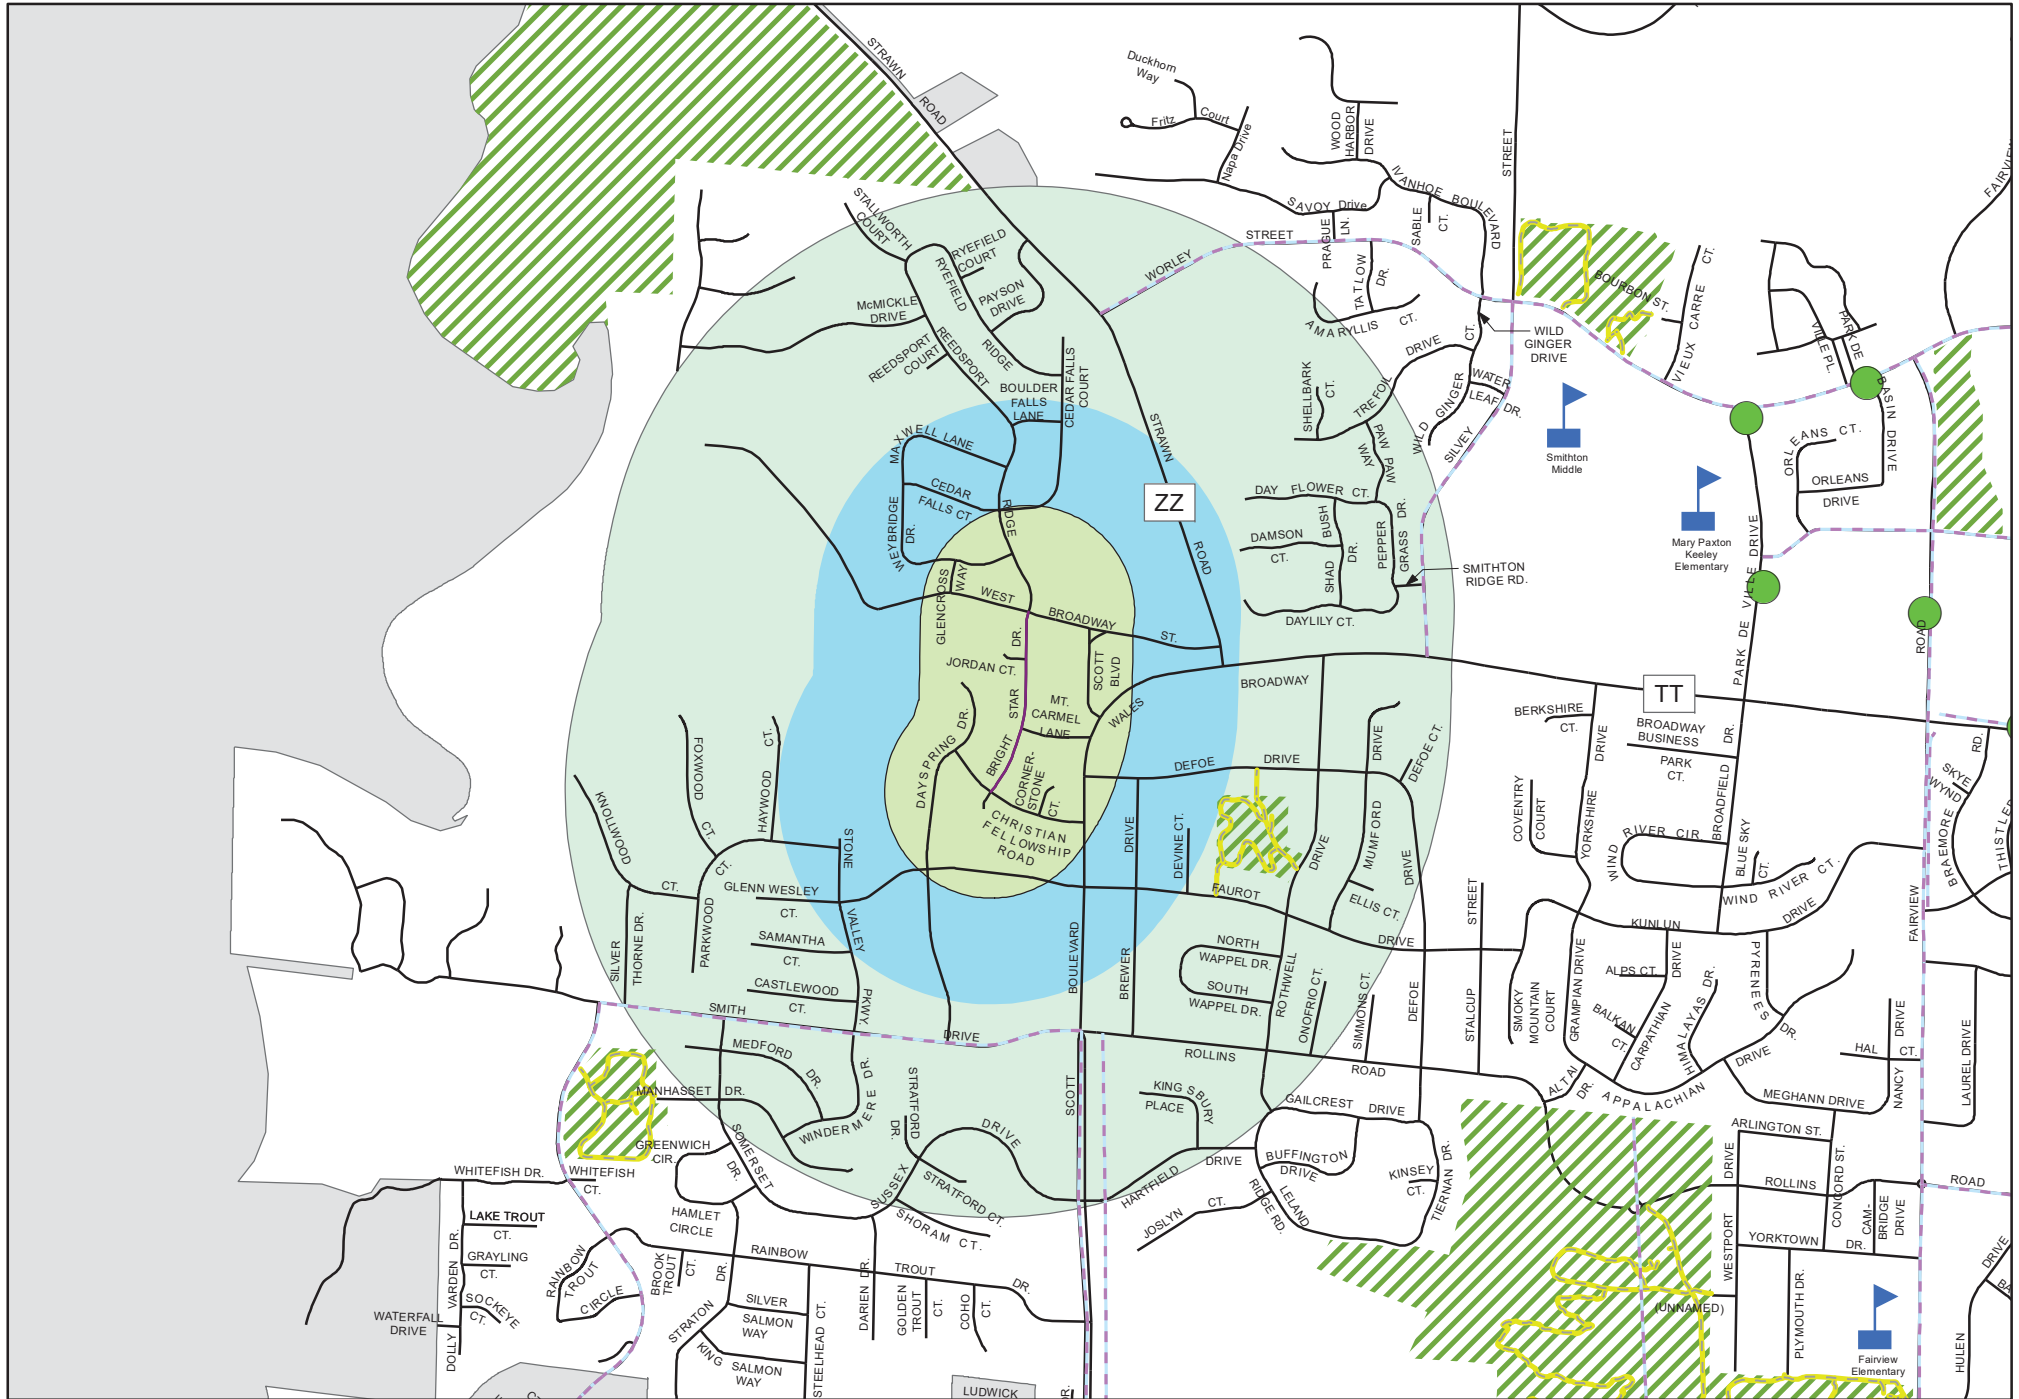 STRAWN
ROAD
Duckhorn
Way
Fritz
Court
Napa Drive
WOOD
HARBOR
DRIVE
IVANHOE BOULEVARD
STREET
SAVOY Drive
SABLE
CT.
PRAGUE
LN.
STREET
WORLEY
TATLOW
DR.
AMARYLLIS CT.
STALLWORTH
COURT
RYEFIELD
COURT
RYEFIELD
PAYSON
DRIVE
McMICKLE
DRIVE
REEDSPORT
COURT
REEDSPORT
RIDGE
BOULDER
FALLS
LANE
CEDAR FALLS
COURT
BOURBON ST.
VIEUX CARRE CT.
VILLE PL.
PARK DE
BASIN DRIVE
WILD
GINGER
DRIVE
DRIVE
CT.
TREFOIL
SHELLBARK
CT.
WILD GINGER
WATER
LEAF DR.
SILVEY
PAW PAW
WAY
Smithton
Middle
Mary Paxton
Keeley
Elementary
ORLEANS CT.
ORLEANS
DRIVE
MAXWELL LANE
CEDAR
FALLS CT
RIDGE
WEYBRIDGE
DR.
STRAWN
ZZ
ROAD
DAY FLOWER CT.
DAMSON
CT.
BUSH
SHAD
DR.
PEPPER
GRASS DR.
SMITHTON
RIDGE RD.
DAYLILY CT.
GLENCROSS
WAY
WEST
BROADWAY
ST.
JORDAN CT.
DR.
STAR
BRIGHT
SCOTT
BLVD
MT.
CARMEL
LANE
WALES
BROADWAY
PARK DE VILLE DRIVE
ROAD
TT
BERKSHIRE
CT.
BROADWAY
BUSINESS
PARK
CT.
DR.
BROADFIELD
YORKSHIRE
DRIVE
COVENTRY
COURT
DAYSPRING
DR.
CORNER-
STONE
CT.
CHRISTIAN
FELLOWSHIP
ROAD
DEFOE
DRIVE
DEFOE CT.
DRIVE
MUMFORD
DRIVE
DRIVE
DEVINE CT.
DRIVE
BREWER
FAUROT
DRIVE
ELLIS CT.
KNOLLWOOD
CT.
FOXWOOD
CT.
HAYWOOD
CT.
STONE
CT.
GLENN WESLEY
CT.
VALLEY
SAMANTHA
CT.
CASTLEWOOD
CT.
PKWY.
PARKWOOD
SILVER
THORNE DR.
SMITH
DRIVE
BOULEVARD
NORTH
WAPPEL DR.
SOUTH
WAPPEL DR.
ROTHWELL
ONOFRIO CT.
SIMMONS CT.
DEFOE
STALCUP
STREET
WIND
RIVER CIR.
BLUE SKY
CT.
WIND RIVER CT.
KUNLUN
DRIVE
SMOKY
MOUNTAIN
COURT
GRAMPIAN DRIVE
ALPS CT.
DRIVE
CARPATHIAN
BALKAN
CT.
HIMALAYAS DR.
PYRENEES
DR.
ALTAI
DR.
APPALACHIAN
DRIVE
FAIRVIEW
BRAEMORE
RD.
SKYE
WYND
THISTLE
HAL
CT.
DRIVE
NANCY
LAUREL DRIVE
MEGHANN DRIVE
ARLINGTON ST.
DRIVE
WESTPORT
ROLLINS
CONCORD ST.
CAM-
BRIDGE
DRIVE
ROAD
YORKTOWN
DR.
PLYMOUTH DR.
(UNNAMED)
Fairview
Elementary
HULEN
DRIVE
ROLLINS
ROAD
MEDFORD
DR.
MANHASSET DR.
WINDERMERE DR.
GREENWICH
CIR.
SOMERSET
DR.
HAMLET
CIRCLE
STRATFORD
DR.
DRIVE
SUSSEX
STRATFORD CT.
SHORAM CT.
SCOTT
KINGSBURY
PLACE
GAILCREST DRIVE
HARTFIELD
DRIVE
BUFFINGTON
DRIVE
KINSEY
CT.
TIERNAN DR.
LELAND
RIDGE RD.
JOSLYN
CT.
WHITEFISH DR.
WHITEFISH
CT.
LAKE TROUT
CT.
GRAYLING
CT.
SOCKEYE
CT.
DOLLY VARDEN DR.
WATERFALL
DRIVE
RAINBOW
TROUT
CIRCLE
BROOK
TROUT
CT.
RAINBOW
TROUT
DR.
DR.
STRATON
SILVER
SALMON
WAY
KING
SALMON
WAY
STEELHEAD CT.
DARIEN DR.
GOLDEN
TROUT
CT.
COHO
CT.
LUDWICK
DR.